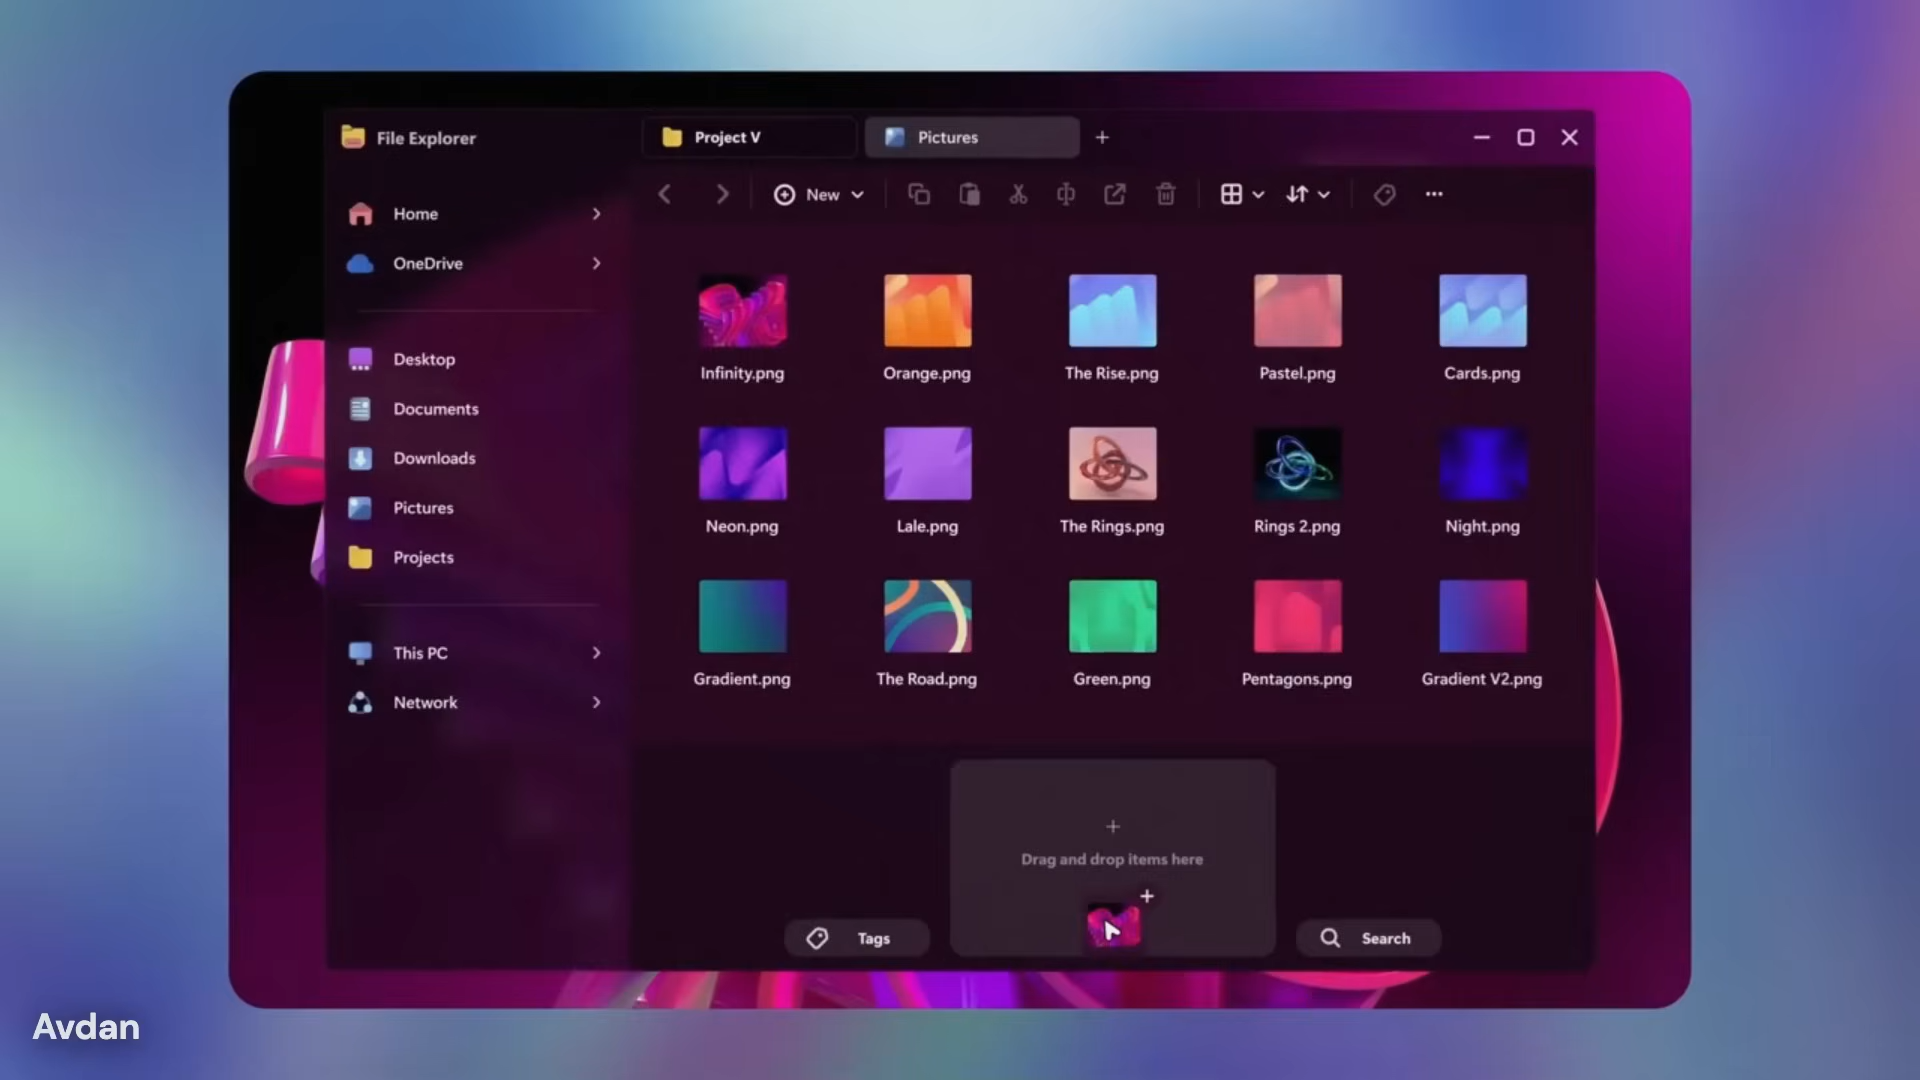 File Explorer
Project V
Pictures
New
Home
OneDrive
Desktop
Documents
Downloads
Pictures
Projects
This PC
Network
Infinity.png
Orange.png
The Rise.png
Pastel.png
Cards.png
Neon.png
Lale.png
The Rings.png
Rings 2.png
Night.png
Gradient.png
The Road.png
Green.png
Pentagons.png
Gradient V2.png
Drag and drop items here
Tags
Search
Avdan